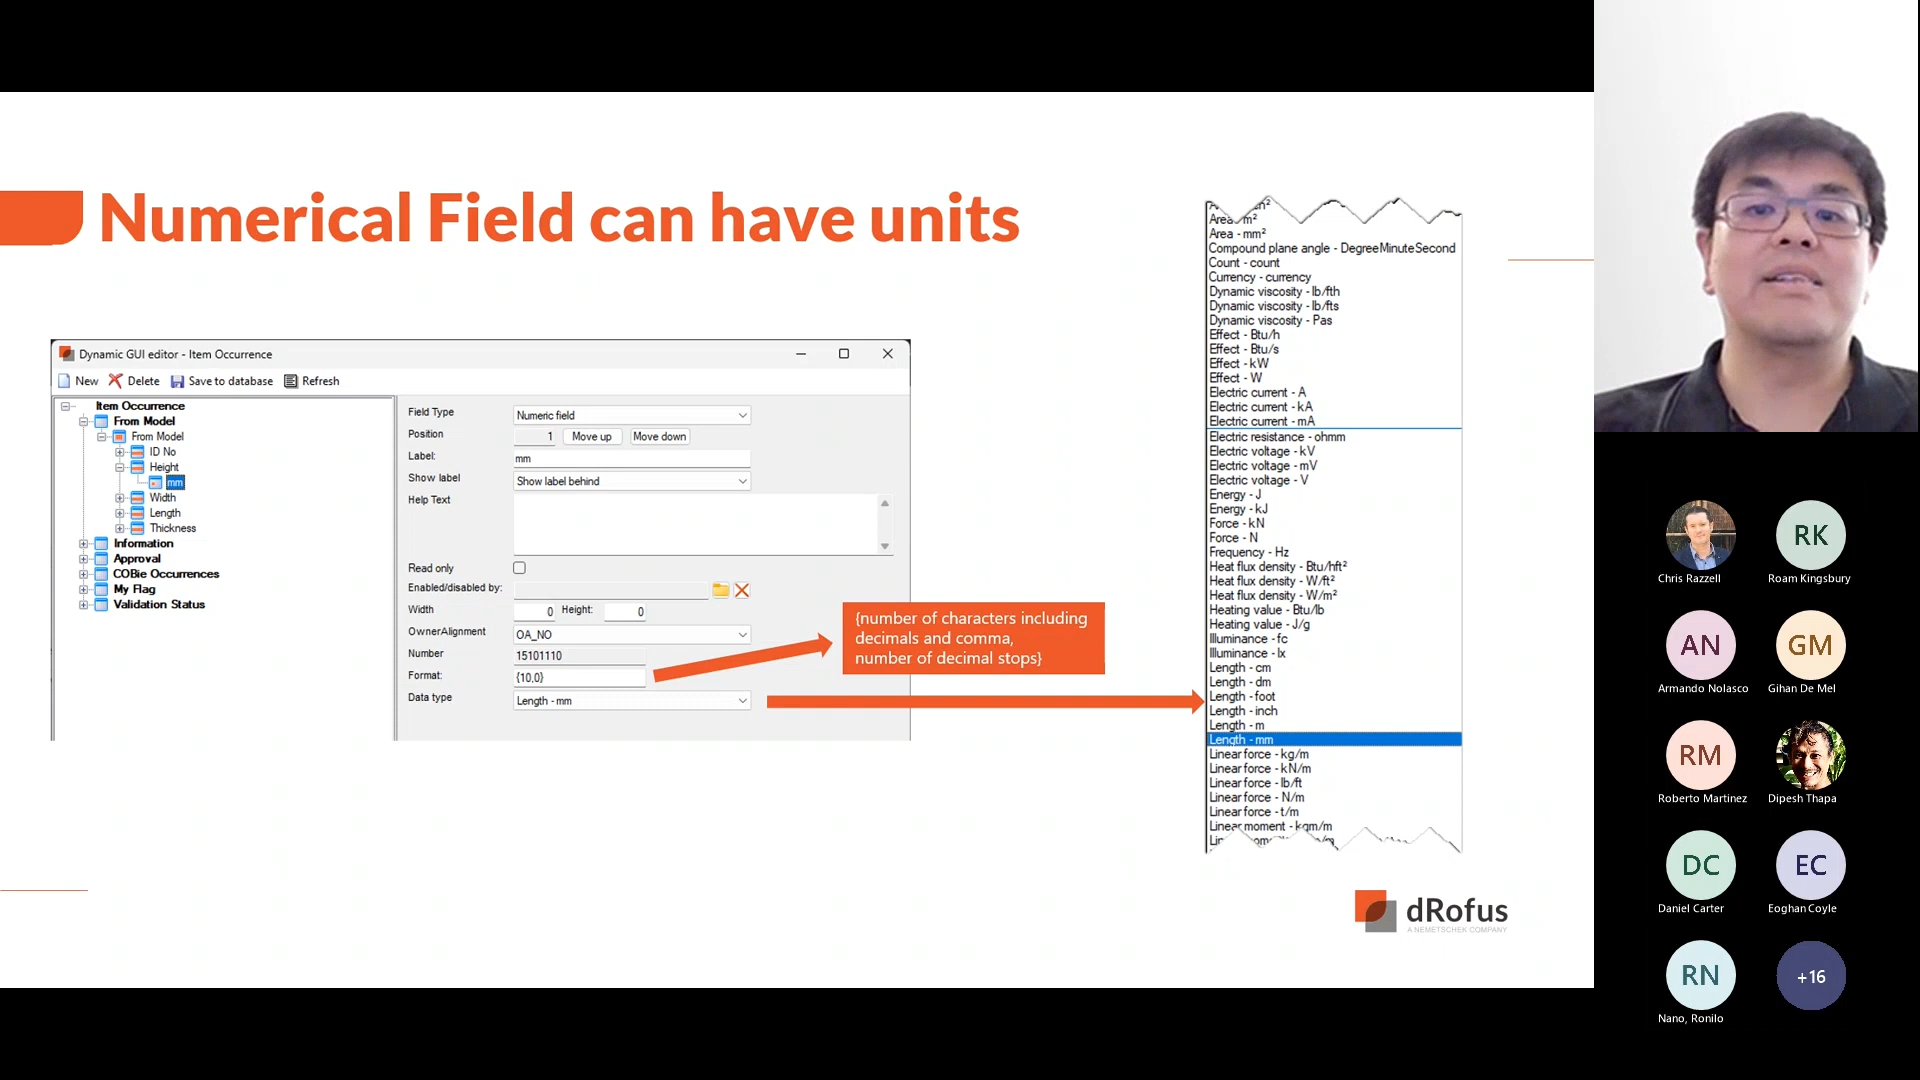 Numerical Field can have units
Dynamic GUI editor - Item Occurrence
New Delete Save to database Refresh
Item Occurrence
From Model
From Model
ID No
Height
mm
Width
Length
Thickness
Information
Approval
COBie Occurrences
My Flag
Validation Status
Field Type Numeric field
Position 1 Move up Move down
Label: mm
Show label Show label behind
Help Text
Read only
Enabled/disabled by:
Width 0 Height: 0
OwnerAlignment OA_NO
Number 15101110
Format: {10,0}
Data type Length - mm
{number of characters including
decimals and comma,
number of decimal stops}
Area - mm²
Compound plane angle - DegreeMinuteSecond
Count - count
Currency - currency
Dynamic viscosity - lb/fth
Dynamic viscosity - lb/fts
Dynamic viscosity - Pas
Effect - Btu/h
Effect - Btu/s
Effect - kW
Effect - W
Electric current - A
Electric current - kA
Electric current - mA
Electric resistance - ohmm
Electric voltage - kV
Electric voltage - mV
Electric voltage - V
Energy - J
Energy - kJ
Force - kN
Force - N
Frequency - Hz
Heat flux density - Btu/hft²
Heat flux density - W/ft²
Heat flux density - W/m²
Heating value - Btu/lb
Heating value - J/g
Illuminance - fc
Illuminance - lx
Length - cm
Length - dm
Length - foot
Length - inch
Length - m
Length - mm
Linear force - kg/m
Linear force - kN/m
Linear force - lb/ft
Linear force - N/m
Linear force - t/m
Linear moment - kgm/m
dRofus
A NEMETSCHEK COMPANY
Chris Razzell
RK
Roam Kingsbury
AN
Armando Nolasco
GM
Gihan De Mel
RM
Roberto Martinez
Dipesh Thapa
DC
Daniel Carter
EC
Eoghan Coyle
RN
Nano, Ronilo
+16